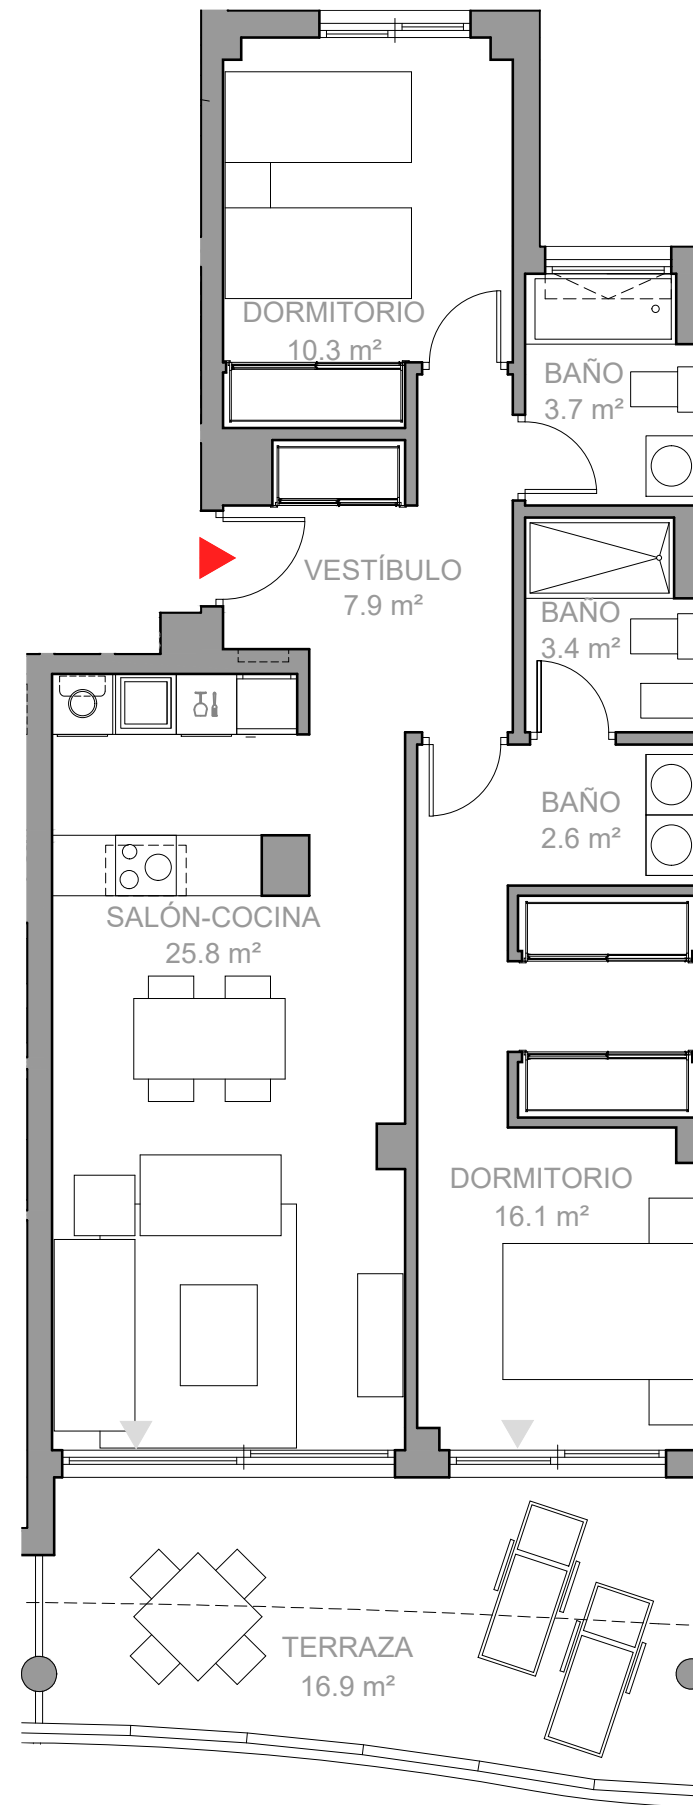 DORMITORIO
10.3 m²
BAÑO
3.7 m²
VESTÍBULO
7.9 m²
BAÑO
3.4 m²
BAÑO
2.6 m²
SALÓN-COCINA
25.8 m²
DORMITORIO
16.1 m²
TERRAZA
16.9 m²